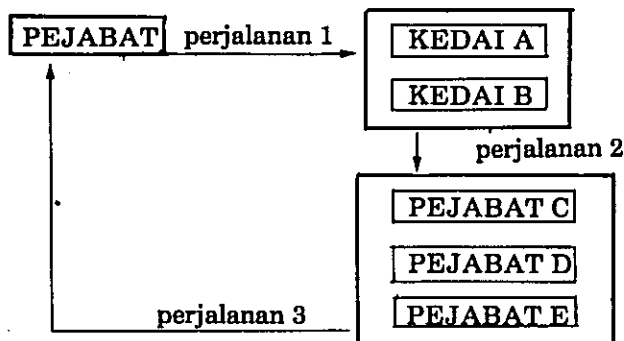 PEJABAT
perjalanan 1
KEDAI A
KEDAI B
perjalanan 2
PEJABAT C
PEJABAT D
PEJABAT E
perjalanan 3